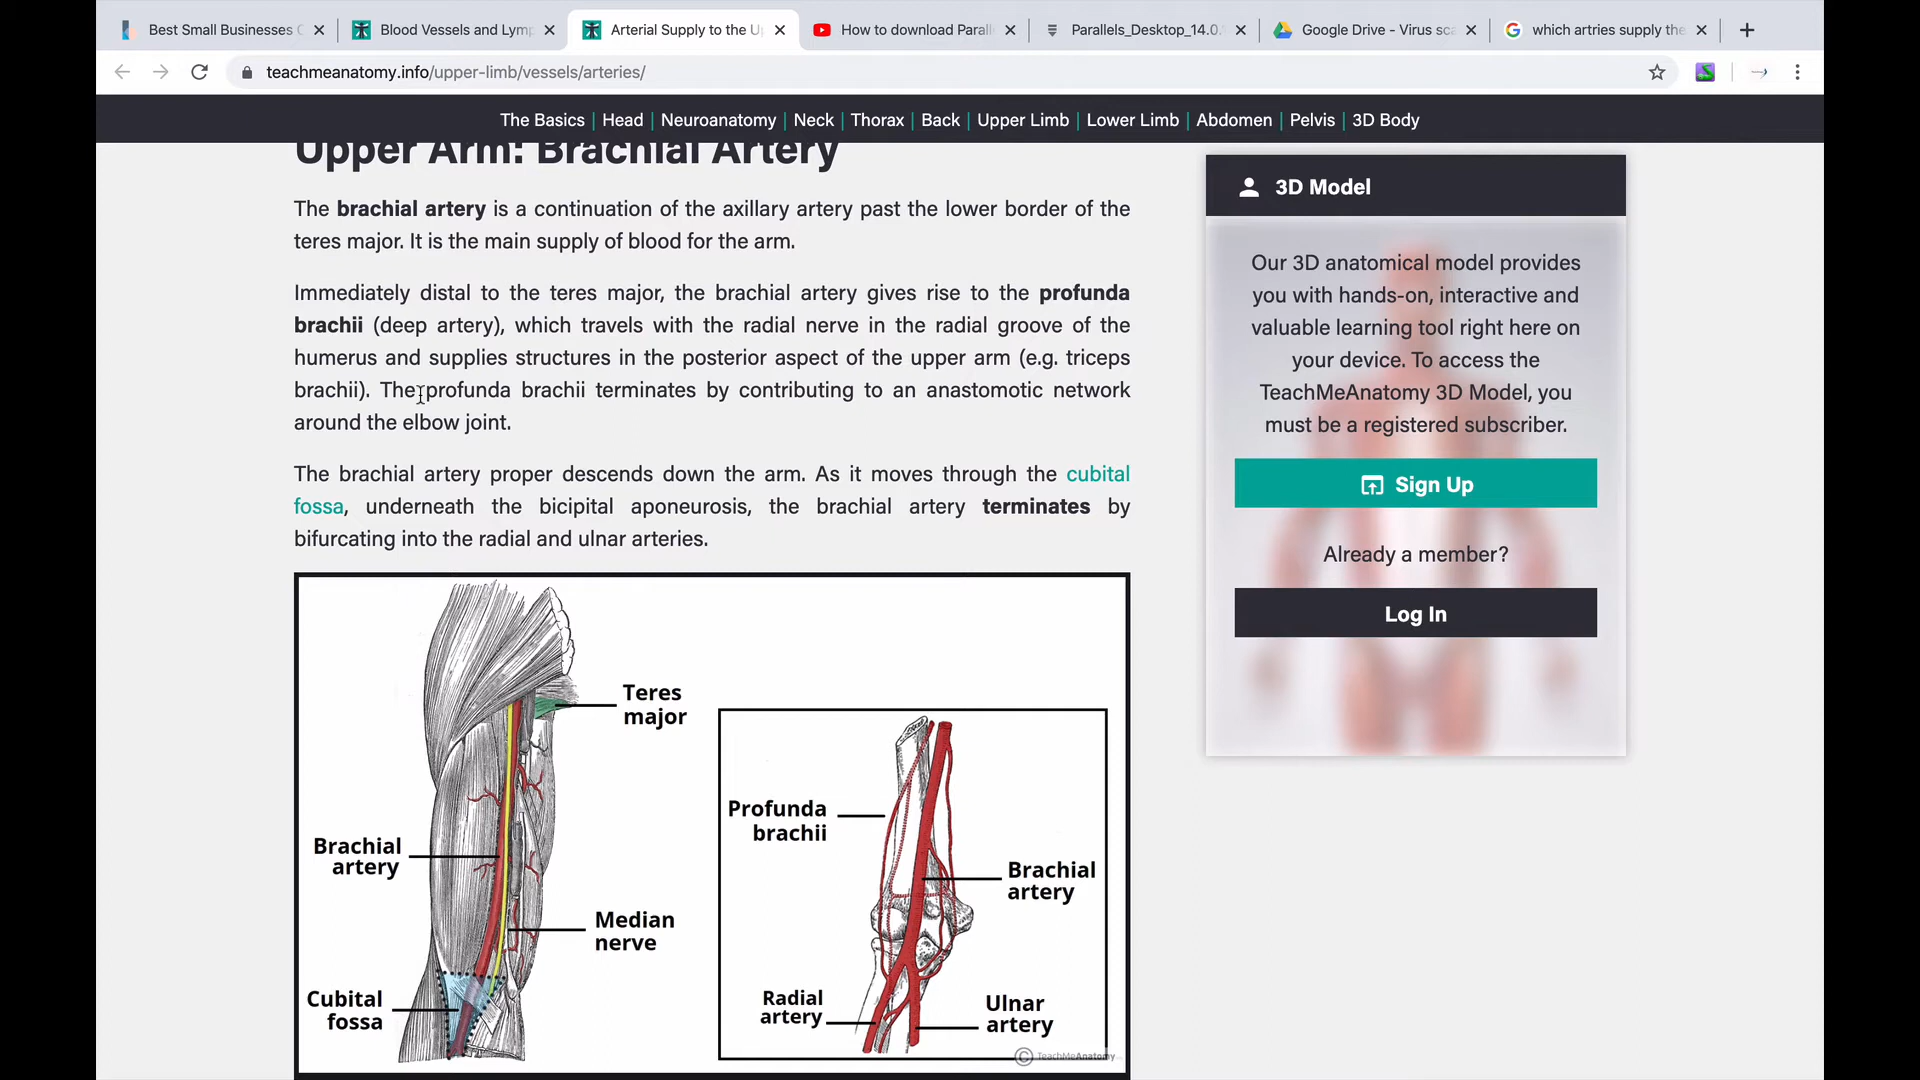 Best Small Businesses
Blood Vessels and Lymp
Arterial Supply to the U
How to download Parall
Parallels_Desktop_14.0.
Google Drive - Virus sca
which artries supply the
teachmeanatomy.info/upper-limb/vessels/arteries/
The Basics | Head | Neuroanatomy | Neck | Thorax | Back | Upper Limb | Lower Limb | Abdomen | Pelvis | 3D Body
Upper Arm: Brachial Artery
The brachial artery is a continuation of the axillary artery past the lower border of the
teres major. It is the main supply of blood for the arm.
Immediately distal to the teres major, the brachial artery gives rise to the profunda
brachii (deep artery), which travels with the radial nerve in the radial groove of the
humerus and supplies structures in the posterior aspect of the upper arm (e.g. triceps
brachii). The profunda brachii terminates by contributing to an anastomotic network
around the elbow joint.
The brachial artery proper descends down the arm. As it moves through the cubital
fossa, underneath the bicipital aponeurosis, the brachial artery terminates by
bifurcating into the radial and ulnar arteries.
Teres
major
Brachial
artery
Median
nerve
Cubital
fossa
Profunda
brachii
Brachial
artery
Radial
artery
Ulnar
artery
© TeachMeAnatomy
3D Model
Our 3D anatomical model provides
you with hands-on, interactive and
valuable learning tool right here on
your device. To access the
TeachMeAnatomy 3D Model, you
must be a registered subscriber.
Sign Up
Already a member?
Log In